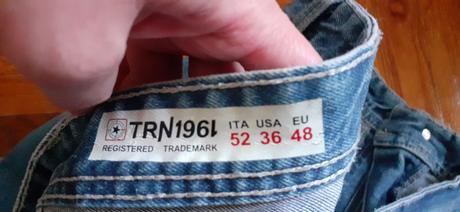 TRN1961 ITA USA EU
REGISTERED TRADEMARK 52 36 48